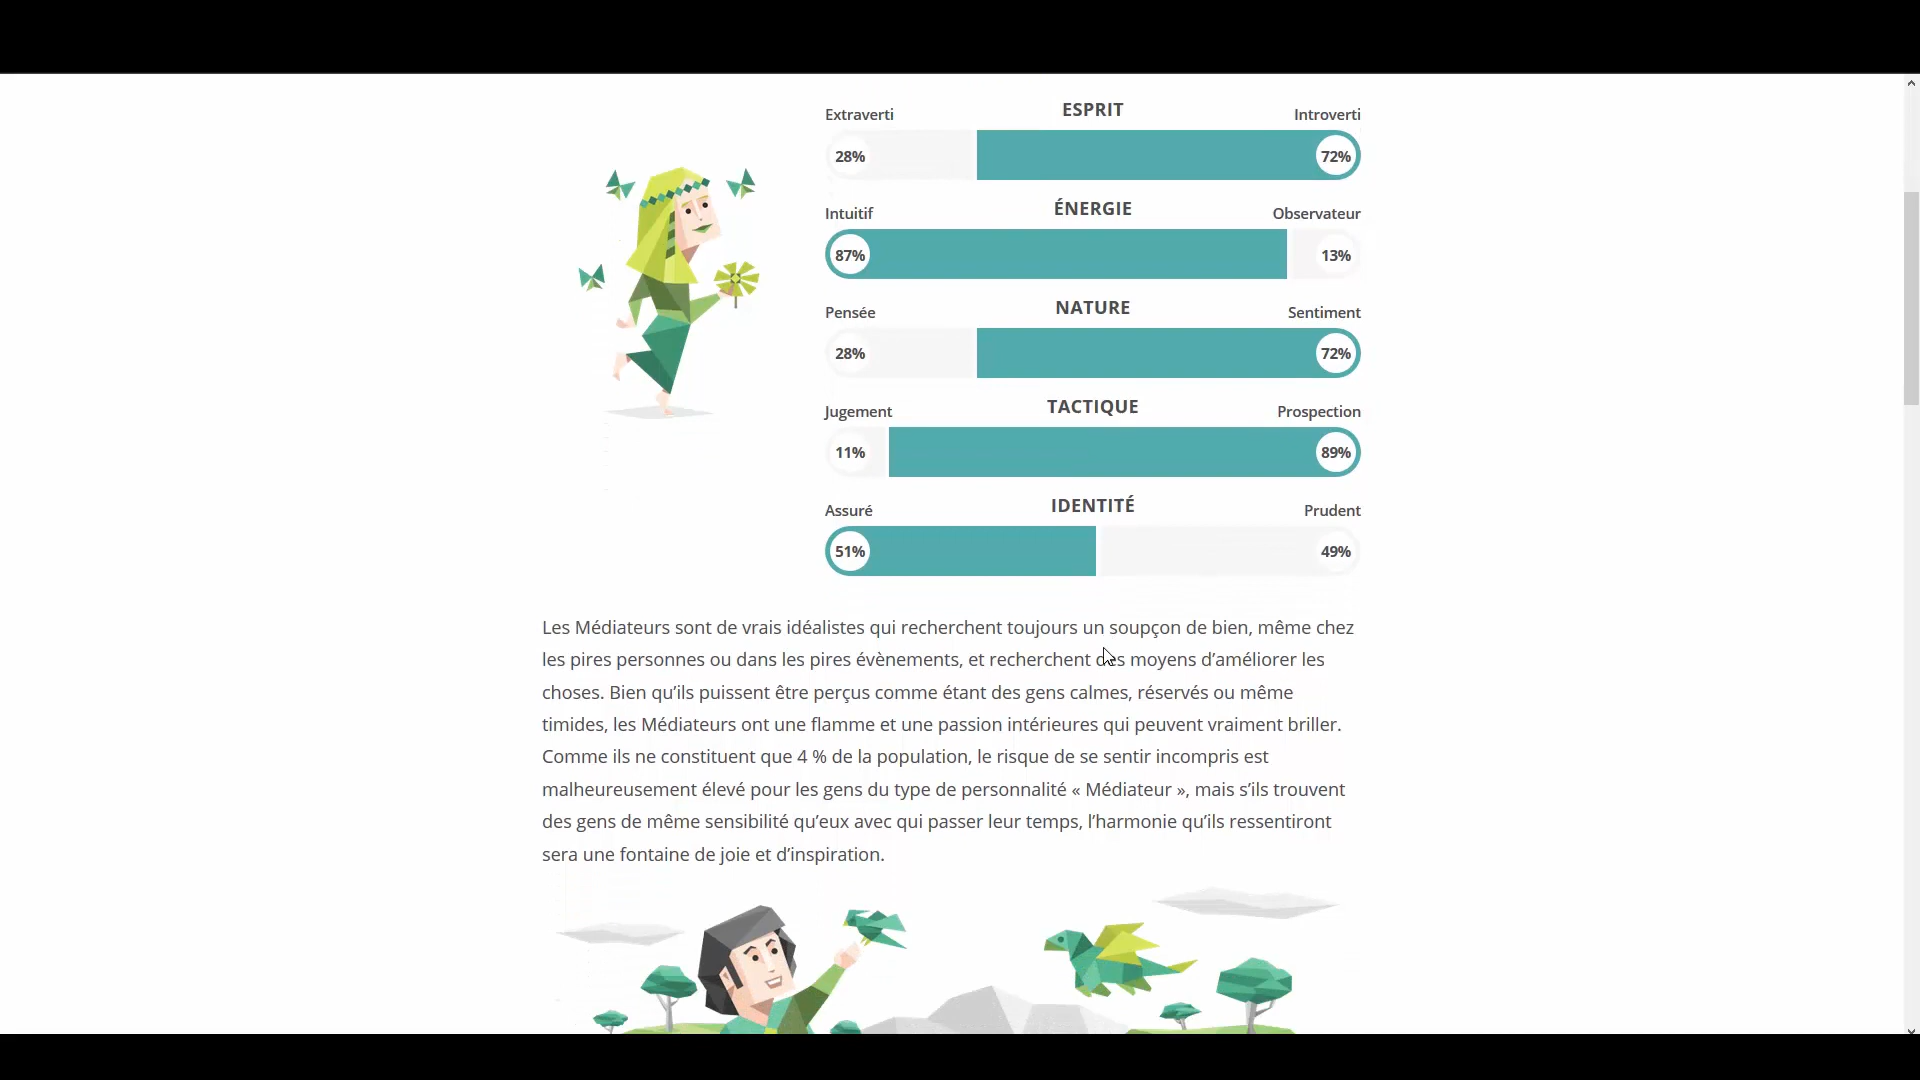 ESPRIT
Extraverti Introverti
28% 72%
ÉNERGIE
Intuitif Observateur
87% 13%
NATURE
Pensée Sentiment
28% 72%
TACTIQUE
Jugement Prospection
11% 89%
IDENTITÉ
Assuré Prudent
51% 49%
Les Médiateurs sont de vrais idéalistes qui recherchent toujours un soupçon de bien, même chez
les pires personnes ou dans les pires évènements, et recherchent des moyens d’améliorer les
choses. Bien qu’ils puissent être perçus comme étant des gens calmes, réservés ou même
timides, les Médiateurs ont une flamme et une passion intérieures qui peuvent vraiment briller.
Comme ils ne constituent que 4 % de la population, le risque de se sentir incompris est
malheureusement élevé pour les gens du type de personnalité « Médiateur », mais s’ils trouvent
des gens de même sensibilité qu’eux avec qui passer leur temps, l’harmonie qu’ils ressentiront
sera une fontaine de joie et d’inspiration.